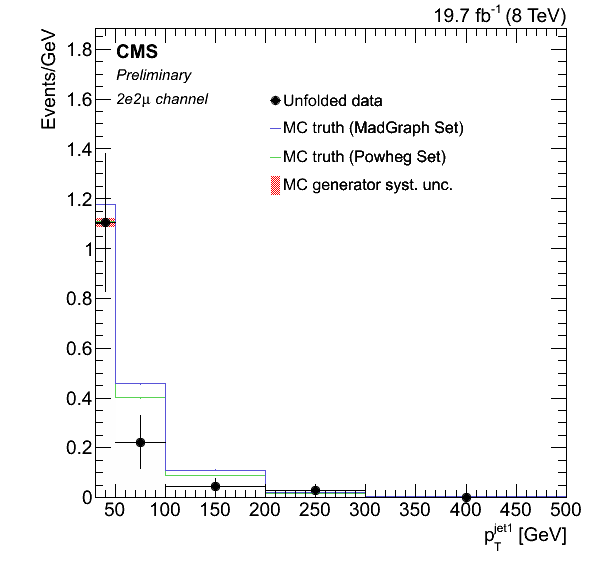 19.7 fb⁻¹ (8 TeV)
Events/GeV
CMS
Preliminary
2e2μ channel
Unfolded data
MC truth (MadGraph Set)
MC truth (Powheg Set)
MC generator syst. unc.
1.8
1.6
1.4
1.2
1
0.8
0.6
0.4
0.2
0
50 100 150 200 250 300 350 400 450 500
p_T^jet1 [GeV]